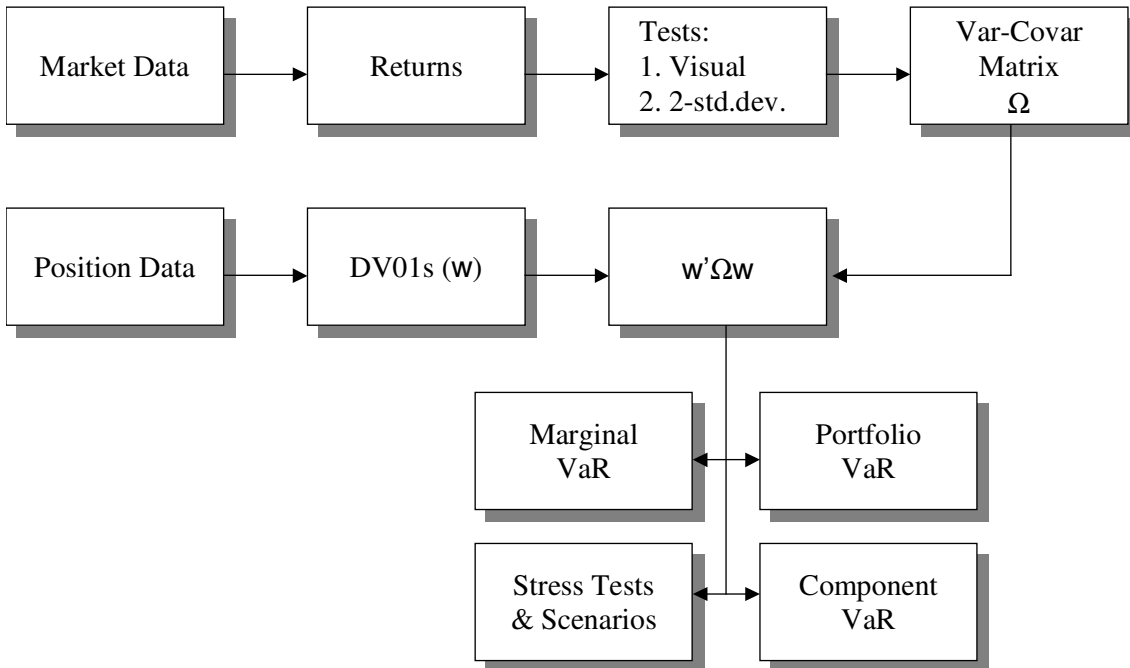 Market Data
Returns
Tests:
1. Visual
2. 2-std.dev.
Var-Covar
Matrix
Ω
Position Data
DV01s (w)
w’Ωw
Marginal
VaR
Portfolio
VaR
Stress Tests
& Scenarios
Component
VaR